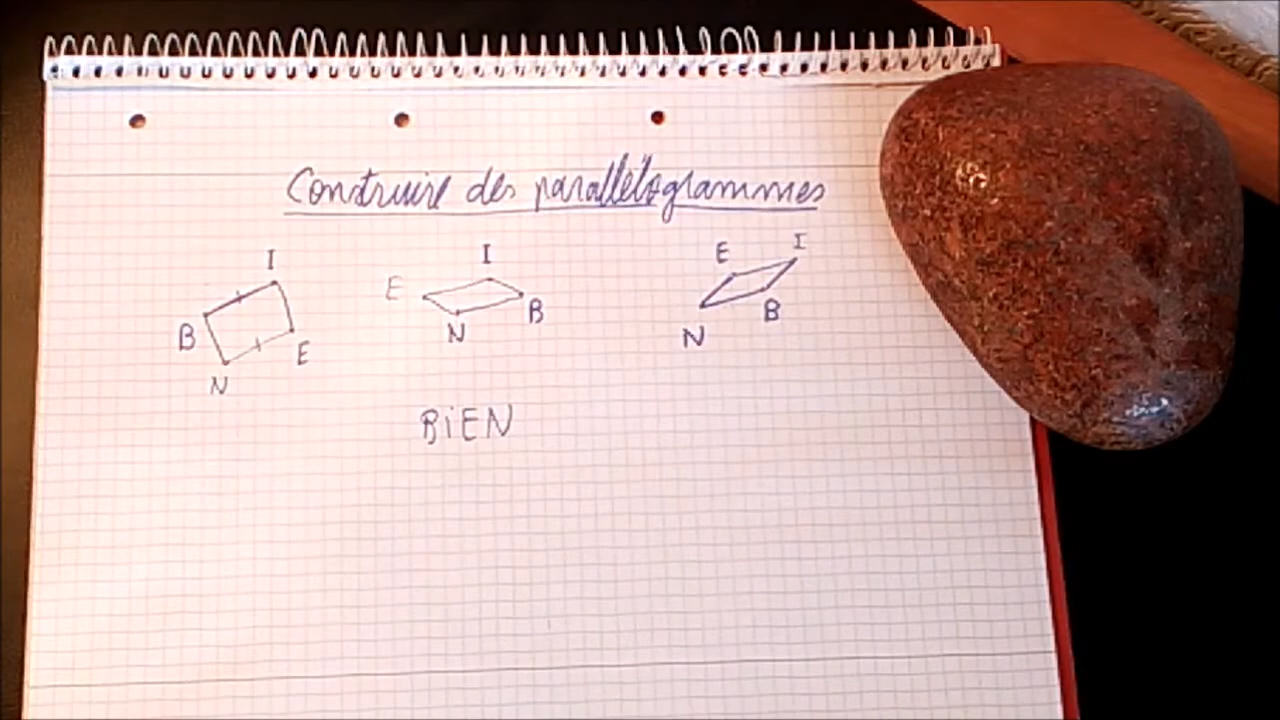 Construire des parallélogrammes
I I E I
B E E B N B
N N
BiEN